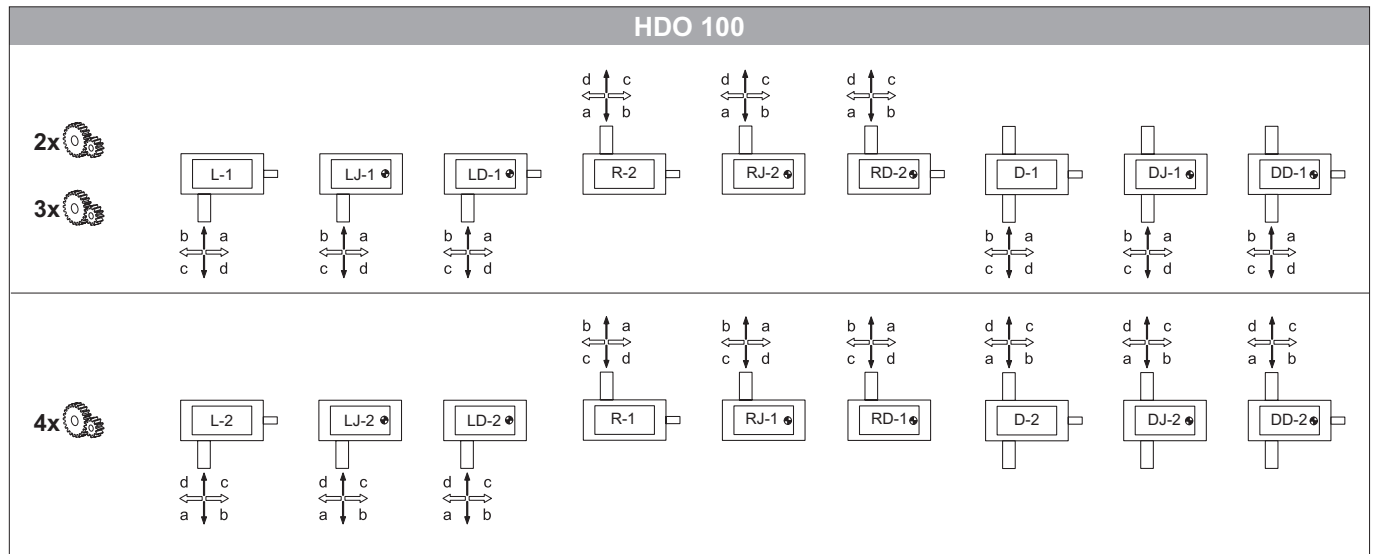 HDO 100
d c d c d c
a b a b a b
2x
L-1 LJ-1 LD-1 R-2 RJ-2 RD-2 D-1 DJ-1 DD-1
3x
b a b a b a b a b a b a
c d c d c d c d c d c d
b a b a b a d c d c d c
c d c d c d a b a b a b
4x L-2 LJ-2 LD-2 R-1 RJ-1 RD-1 D-2 DJ-2 DD-2
d c d c d c
a b a b a b